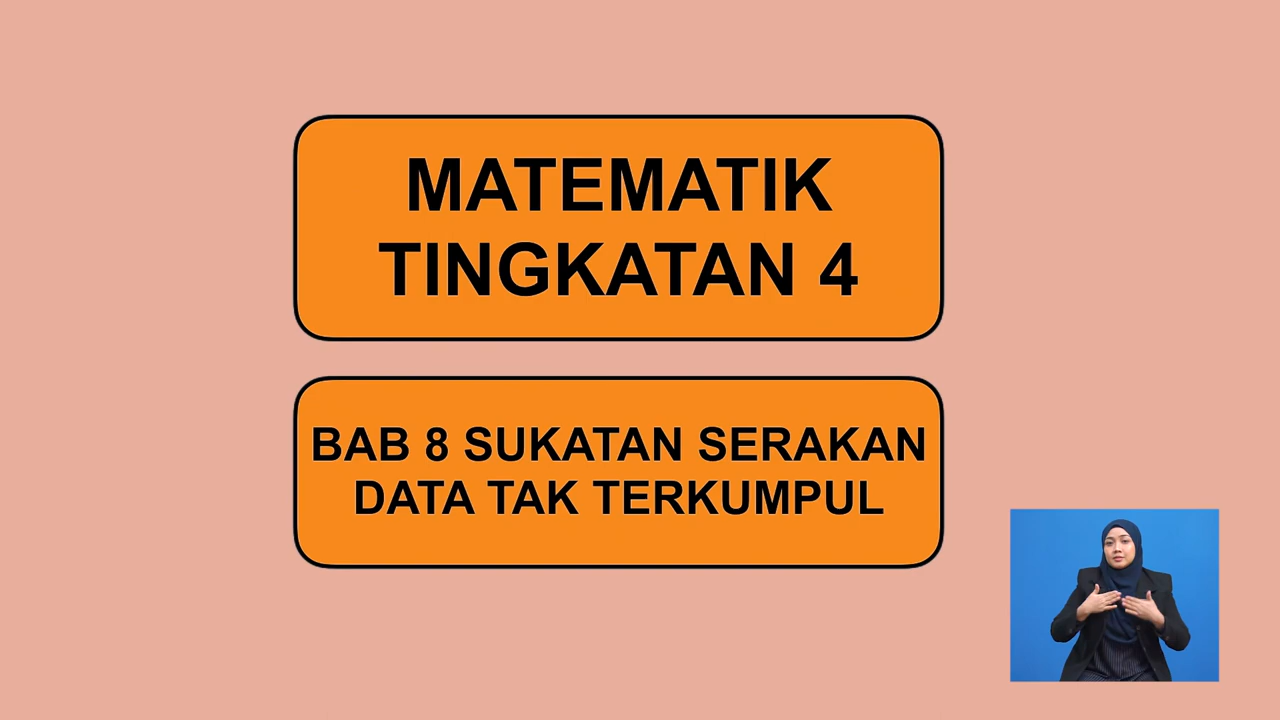 MATEMATIK
TINGKATAN 4
BAB 8 SUKATAN SERAKAN
DATA TAK TERKUMPUL